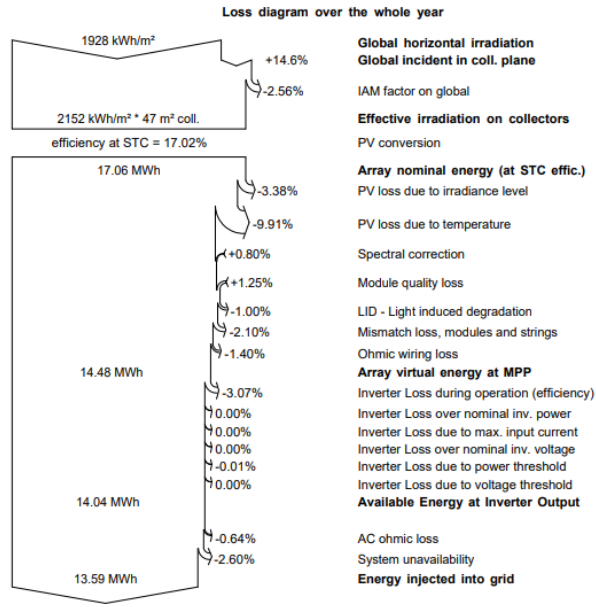 Loss diagram over the whole year
1928 kWh/m² Global horizontal irradiation
+14.6% Global incident in coll. plane
-2.56% IAM factor on global
2152 kWh/m² * 47 m² coll. Effective irradiation on collectors
efficiency at STC = 17.02% PV conversion
17.06 MWh Array nominal energy (at STC effic.)
-3.38% PV loss due to irradiance level
-9.91% PV loss due to temperature
+0.80% Spectral correction
+1.25% Module quality loss
-1.00% LID - Light induced degradation
-2.10% Mismatch loss, modules and strings
-1.40% Ohmic wiring loss
14.48 MWh Array virtual energy at MPP
-3.07% Inverter Loss during operation (efficiency)
0.00% Inverter Loss over nominal inv. power
0.00% Inverter Loss due to max. input current
0.00% Inverter Loss over nominal inv. voltage
-0.01% Inverter Loss due to power threshold
0.00% Inverter Loss due to voltage threshold
14.04 MWh Available Energy at Inverter Output
-0.64% AC ohmic loss
-2.60% System unavailability
13.59 MWh Energy injected into grid